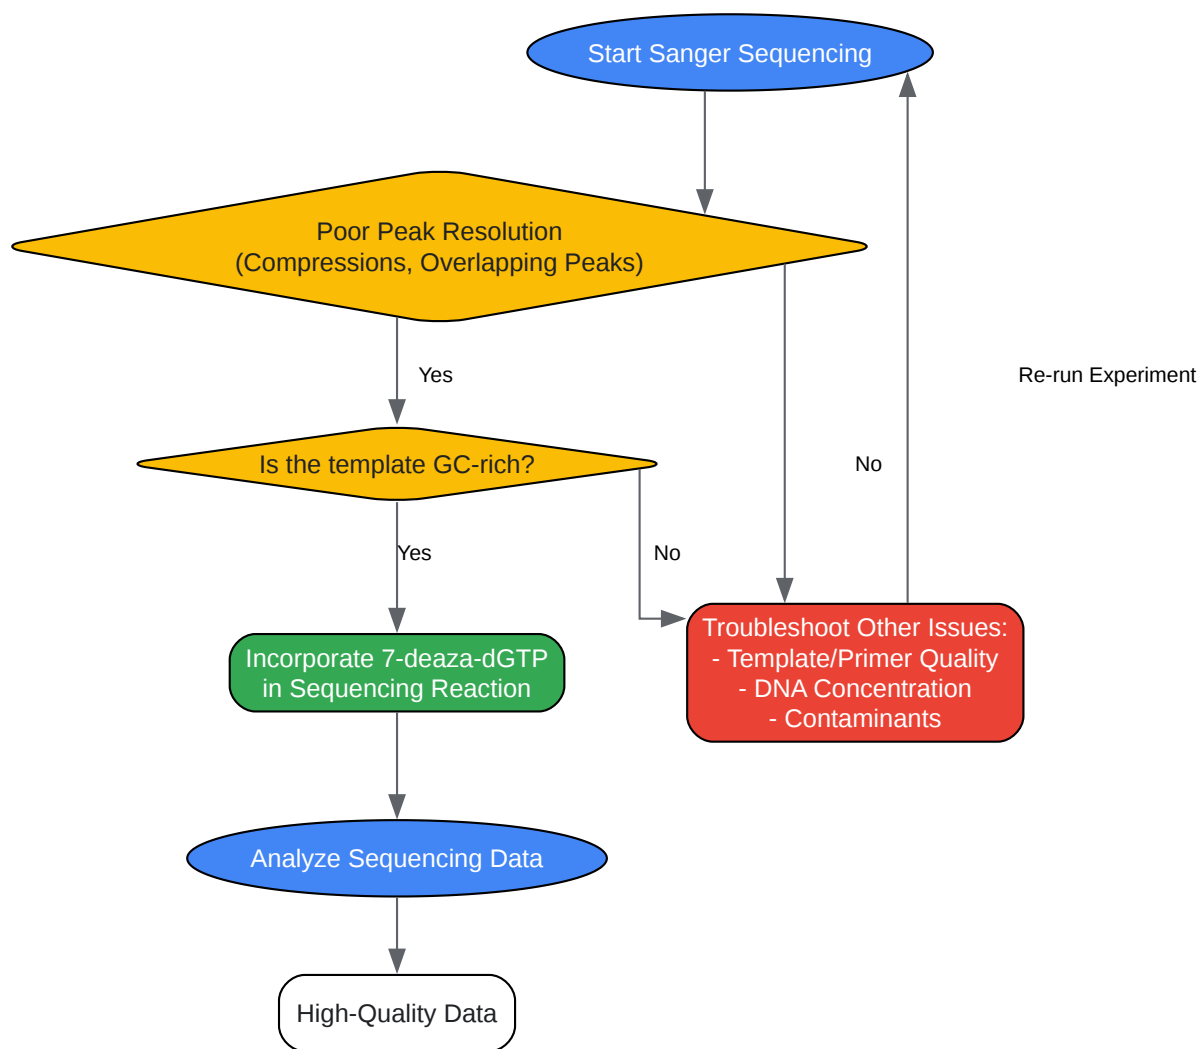 Start Sanger Sequencing
Poor Peak Resolution
(Compressions, Overlapping Peaks)
Yes
Re-run Experiment
Is the template GC-rich?
No
Yes
No
Incorporate 7-deaza-dGTP
in Sequencing Reaction
Troubleshoot Other Issues:
- Template/Primer Quality
- DNA Concentration
- Contaminants
Analyze Sequencing Data
High-Quality Data